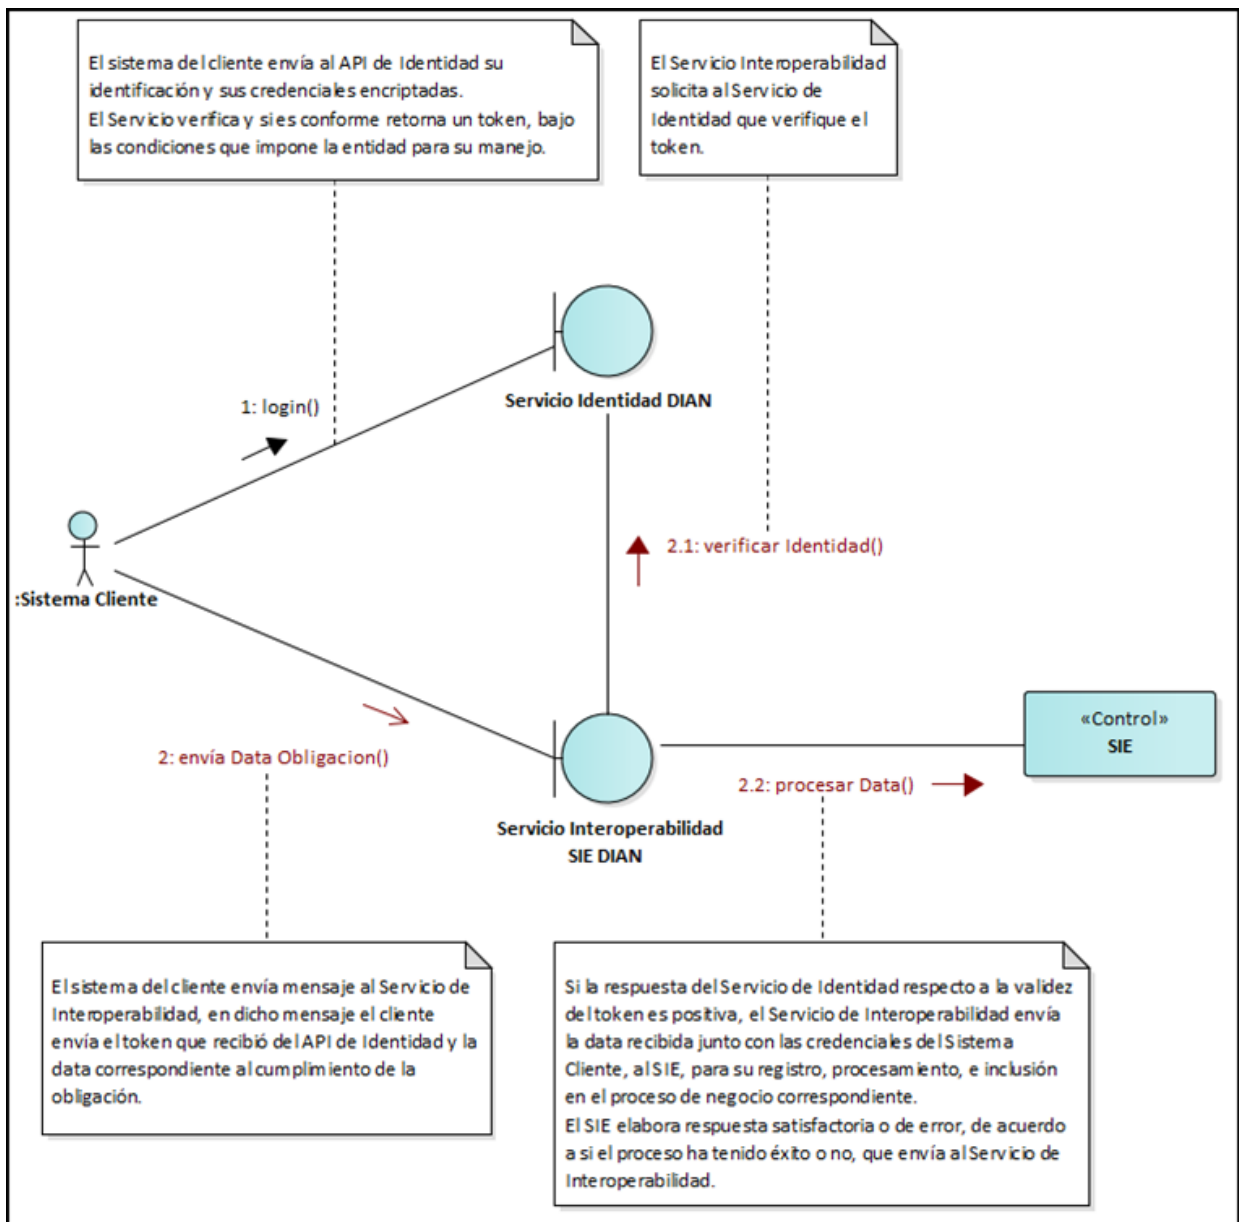 El sistema del cliente envía al API de Identidad su
identificación y sus credenciales encriptadas.
El Servicio verifica y si es conforme retorna un token, bajo
las condiciones que impone la entidad para su manejo.
El Servicio Interoperabilidad
solicita al Servicio de
Identidad que verifique el
token.
1: login()
Servicio Identidad DIAN
2.1: verificar Identidad()
:Sistema Cliente
2: envía Data Obligacion()
«Control»
SIE
2.2: procesar Data()
Servicio Interoperabilidad
SIE DIAN
El sistema del cliente envía mensaje al Servicio de
Interoperabilidad, en dicho mensaje el cliente
envía el token que recibió del API de Identidad y la
data correspondiente al cumplimiento de la
obligación.
Si la respuesta del Servicio de Identidad respecto a la validez
del token es positiva, el Servicio de Interoperabilidad envía
la data recibida junto con las credenciales del Sistema
Cliente, al SIE, para su registro, procesamiento, e inclusión
en el proceso de negocio correspondiente.
El SIE elabora respuesta satisfactoria o de error, de acuerdo
a si el proceso ha tenido éxito o no, que envía al Servicio de
Interoperabilidad.